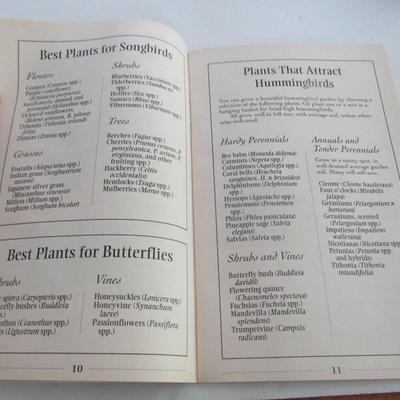 Best Plants for Songbirds
Flowers
Cosmos (Cosmos spp.)
Purple coneflower
(Echinacea purpurea)
Sunflowers, annual and
perennial
(Helianthus spp.)
Tickseed sunflowers
(Bidens aristosa, B. polylepis)
Tithonia (Tithonia rotundi-
folia)
Zinnias (Zinnia spp.)
Grasses
Foxtails (Alopecurus spp.)
Indian grass (Sorghastrum
nutans)
Japanese silver grass
(Miscanthus sinensis)
Millets (Milium spp.)
Sorghum (Sorghum bicolor)
Shrubs
Blueberries (Vaccinium spp.)
Elderberries (Sambucus
spp.)
Hollies (Ilex spp.)
Sumacs (Rhus spp.)
Viburnums (Viburnum spp.)
Trees
Beeches (Fagus spp.)
Cherries (Prunus cerasus, P.
pensylvanica, P. avium, P.
virginiana, and other
fruiting spp.)
Hackberry (Celtis
occidentalis)
Hemlocks (Tsuga spp.)
Mulberries (Morus spp.)
Best Plants for Butterflies
Shrubs
spirea (Caryopteris spp.)
bushes (Buddleia
(Ceanothus spp.)
(Ligustrum spp.)
Vines
Honeysuckles (Lonicera spp.)
Honeyvine (Cynanchum
laeve)
Passionflowers (Passiflora
spp.)
10
Plants That Attract
Hummingbirds
You can grow a beautiful hummingbird garden by choosing a
selection of the following plants. Or plant one or a mix in a
hanging basket for head-high hummingbirds.
All grow well in full sun, with average soil, unless other-
wise indicated.
Hardy Perennials
Bee balm (Monarda didyma)
Catmints (Nepeta spp.)
Columbines (Aquilegia spp.)
Coral bells (Heuchera
sanguinea, H. × brizoides)
Delphiniums (Delphinium
spp.)
Hyssops (Agastache spp.)
Penstemons (Penstemon
spp.)
Phlox (Phlox paniculata)
Pineapple sage (Salvia
elegans)
Salvias (Salvia spp.)
Shrubs and Vines
Butterfly bush (Buddleia
davidii)
Flowering quince
(Chaenomeles speciosa)
Fuchsias (Fuchsia spp.)
Mandevilla (Mandevilla
splendens)
Trumpetvine (Campsis
radicans)
Annuals and
Tender Perennials
Grow in a sunny spot, in
well-drained average garden
soil. Many will self-sow.
Cleome (Cleome hasslerana)
Four o'clocks (Mirabilis
jalapa)
Geraniums (Pelargonium ×
hortorum)
Geraniums, scented
(Pelargonium spp.)
Impatiens (Impatiens
walleriana)
Nicotianas (Nicotiana spp.
Petunias (Petunia spp.
and hybrids)
Tithonia (Tithonia
rotundifolia)
11